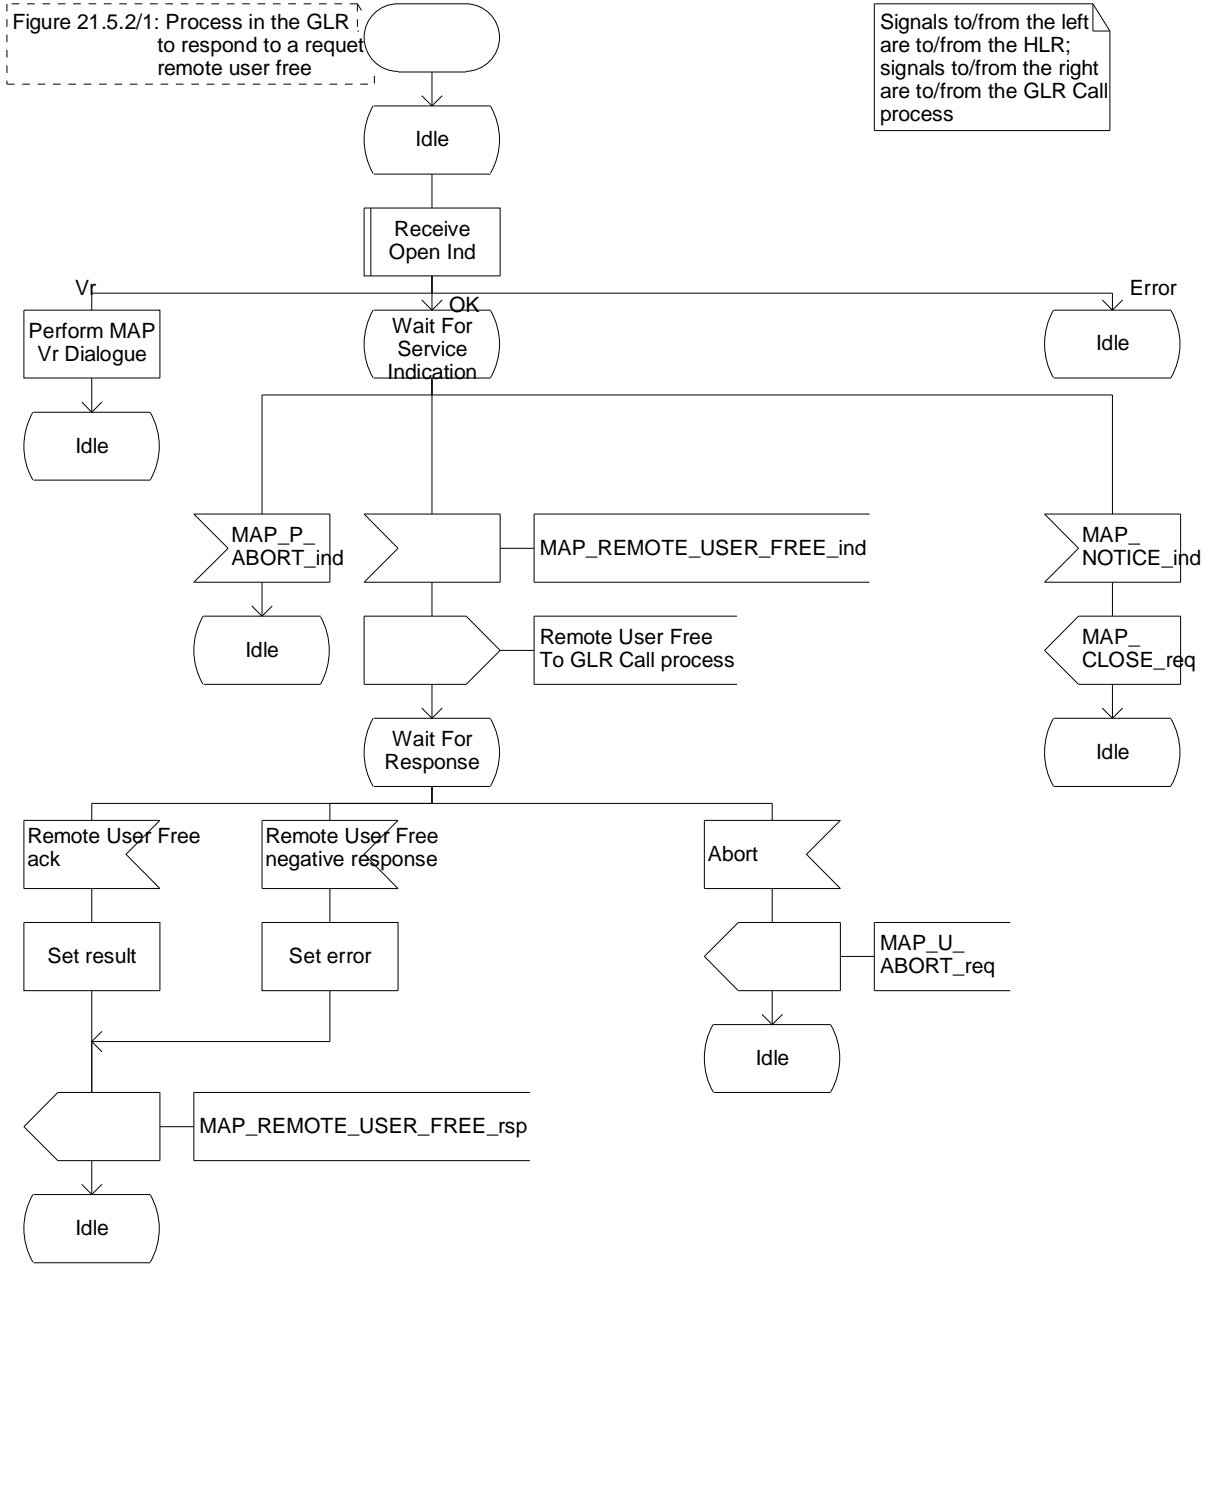 Figure 21.5.2/1: Process in the GLR
to respond to a requet
remote user free
Signals to/from the left
are to/from the HLR;
signals to/from the right
are to/from the GLR Call
process
Idle
Receive
Open Ind
Vr
OK
Error
Perform MAP
Vr Dialogue
Wait For
Service
Indication
Idle
Idle
MAP_P_
ABORT_ind
MAP_REMOTE_USER_FREE_ind
MAP_
NOTICE_ind
Idle
Remote User Free
To GLR Call process
MAP_
CLOSE_req
Wait For
Response
Idle
Remote User Free
ack
Remote User Free
negative response
Abort
Set result
Set error
MAP_U_
ABORT_req
Idle
MAP_REMOTE_USER_FREE_rsp
Idle